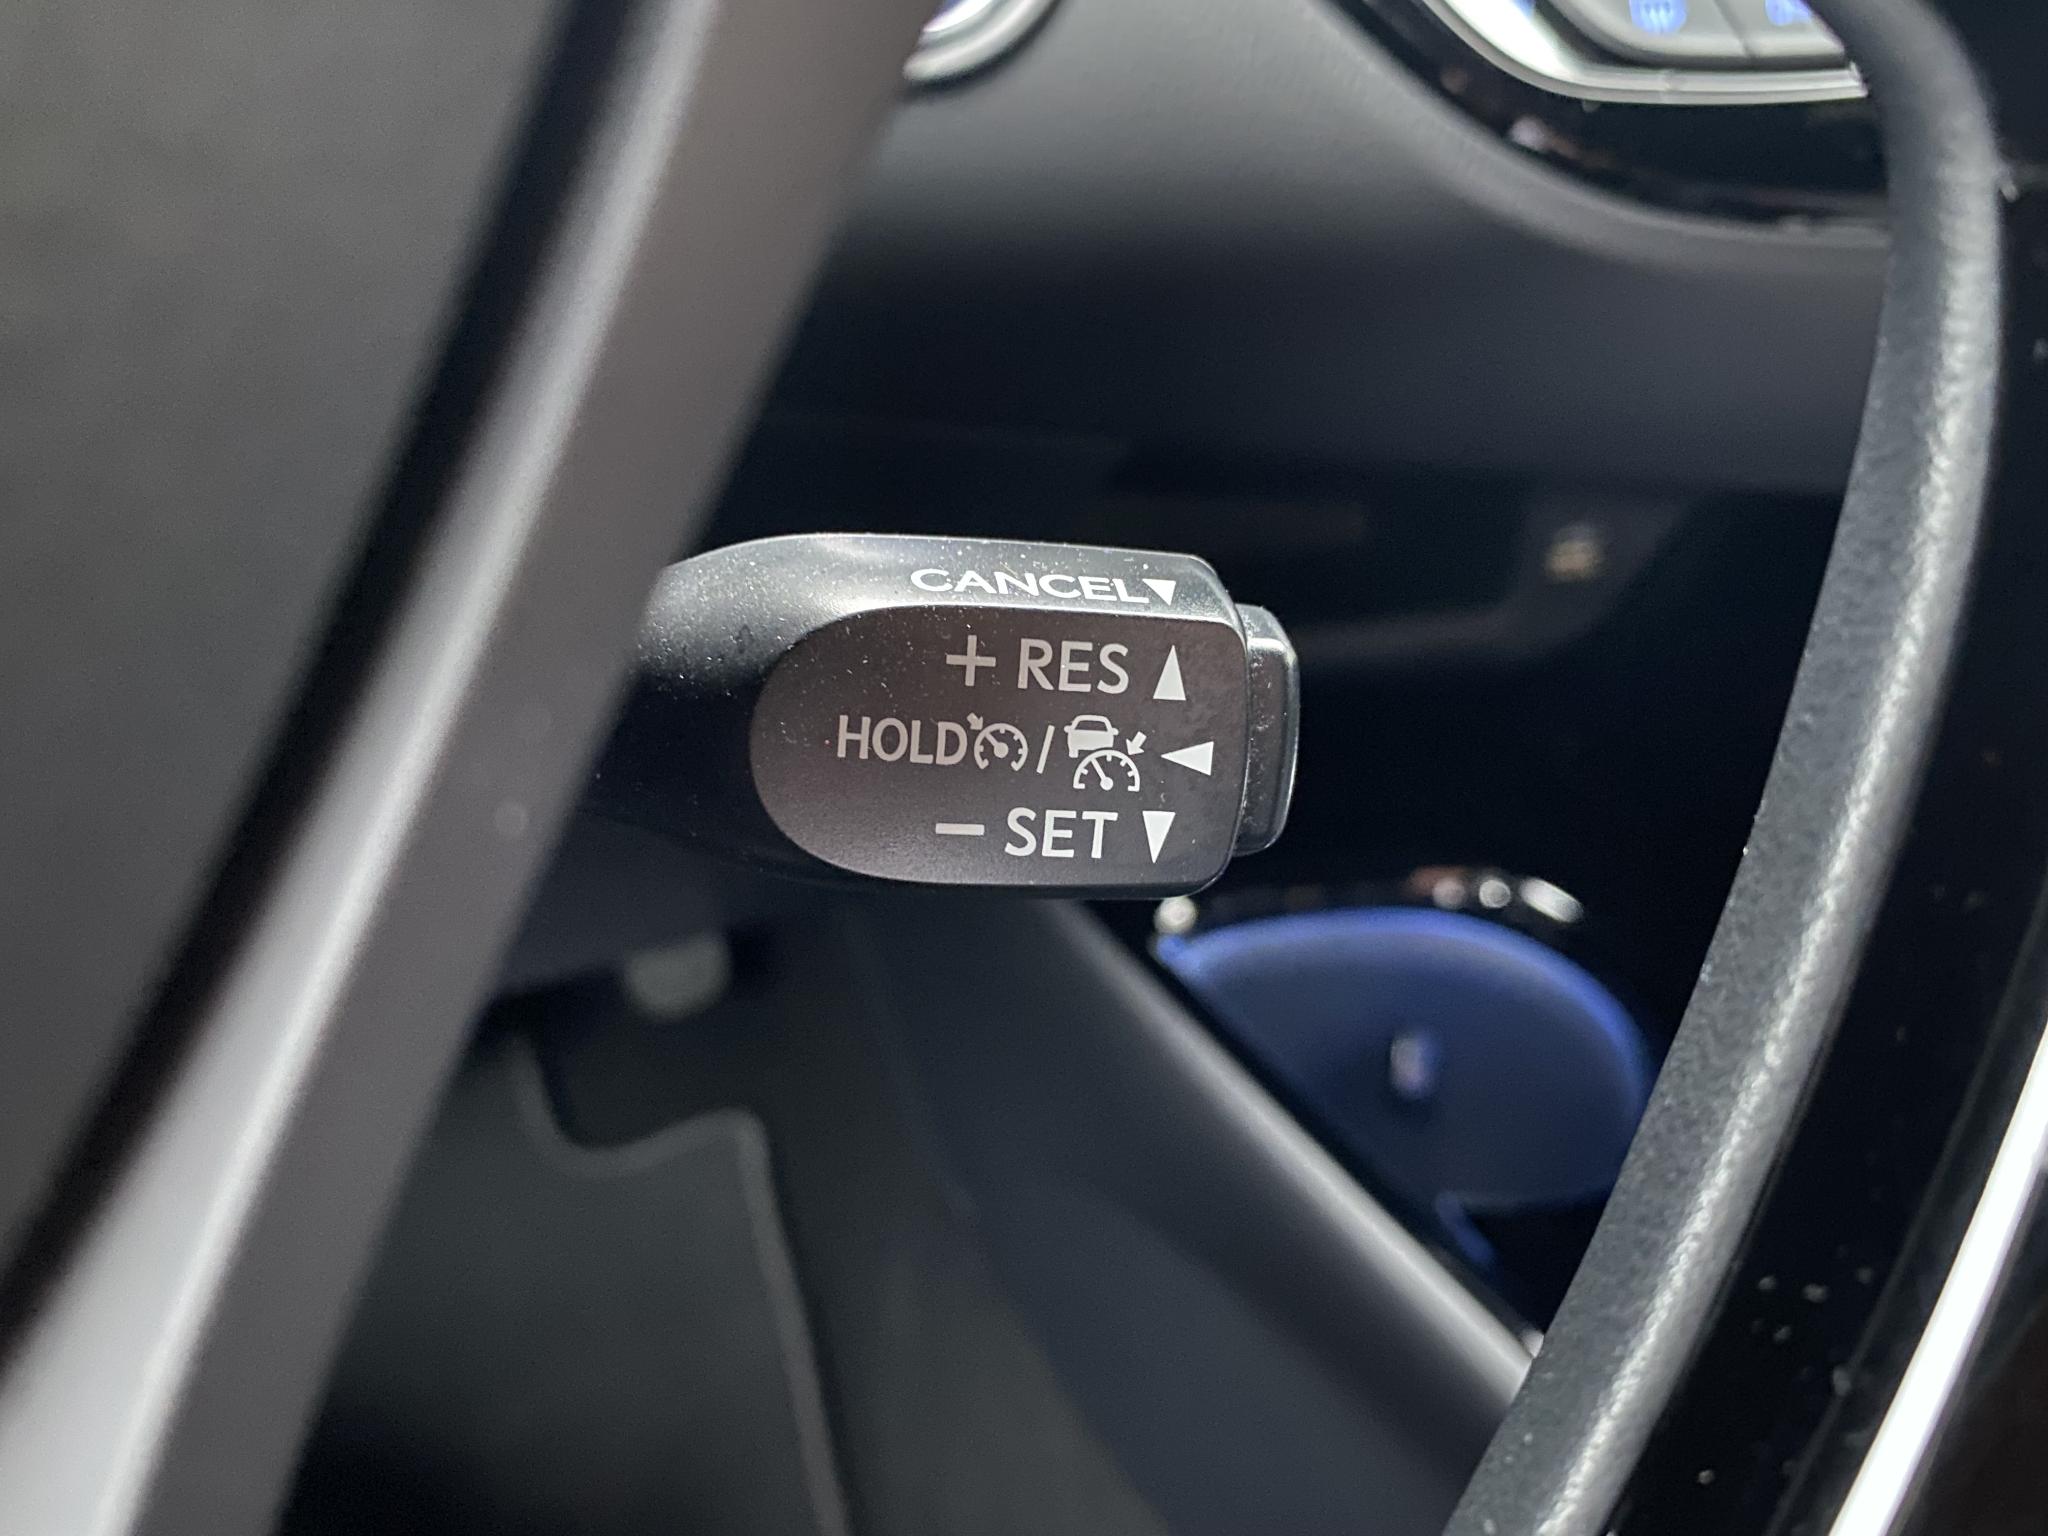 CANCEL
+ RES
HOLD /
− SET